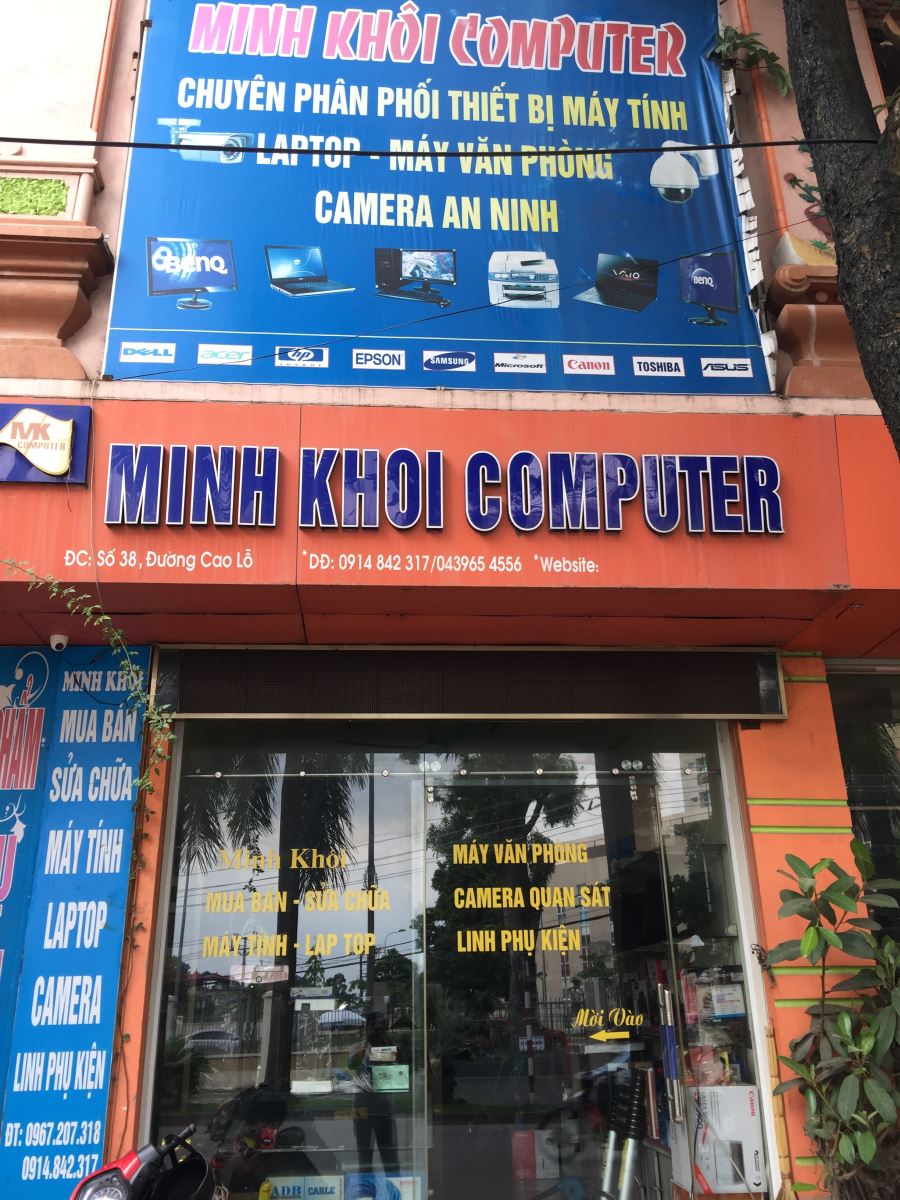 MINH KHÔI COMPUTER
CHUYÊN PHÂN PHỐI THIẾT BỊ MÁY TÍNH
LAPTOP - MÁY VĂN PHÒNG
CAMERA AN NINH
BENQ
VAIO
BENQ
DELL acer hp EPSON SAMSUNG Microsoft Canon TOSHIBA ASUS
invent
MK
COMPUTER
MINH KHOI COMPUTER
ĐC: Số 38, Đường Cao Lỗ *DĐ: 0914 842 317/043965 4556 *Website:
MINH KHÔI
MUA BÁN
SỬA CHỮA
MÁY TÍNH
LAPTOP
CAMERA
LINH PHỤ KIỆN
ĐT: 0967.207.318
0914.842.317
Minh Khôi
MUA BÁN - SỬA CHỮA
MÁY TÍNH - LAP TOP
MÁY VĂN PHÒNG
CAMERA QUAN SÁT
LINH PHỤ KIỆN
Mời Vào
Canon
ADB CABLE